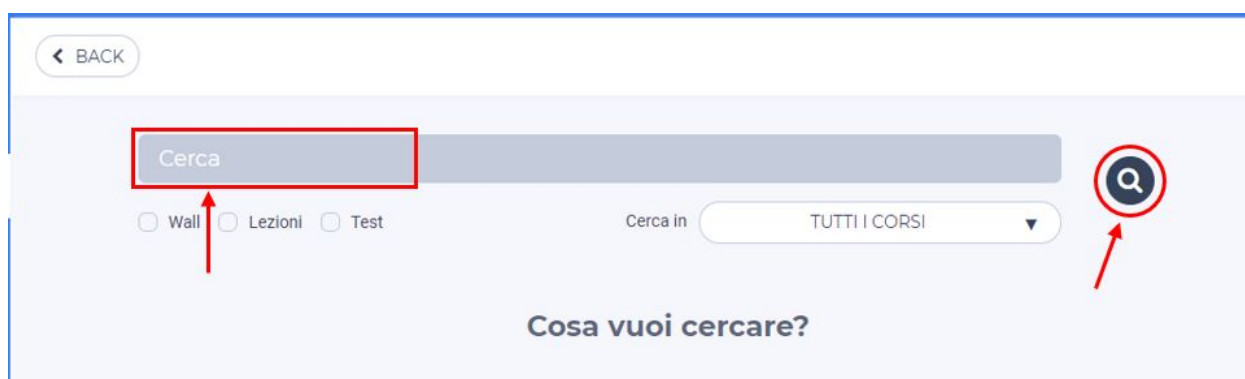 BACK
Cerca
Wall Lezioni Test Cerca in TUTTI I CORSI
Cosa vuoi cercare?